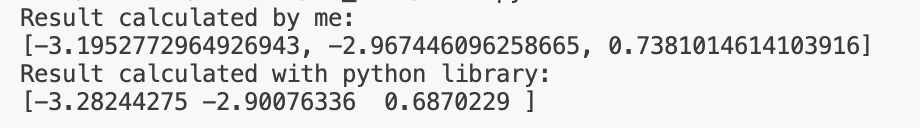 Result calculated by me:
[-3.1952772964926943, -2.967446096258665, 0.7381014614103916]
Result calculated with python library:
[-3.28244275 -2.90076336  0.6870229 ]